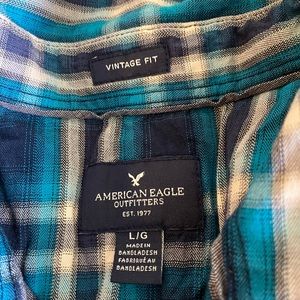 VINTAGE FIT
AMERICAN EAGLE
OUTFITTERS
EST. 1977
L/G
MADE IN
BANGLADESH
FABRIQUÉ AU
BANGLADESH